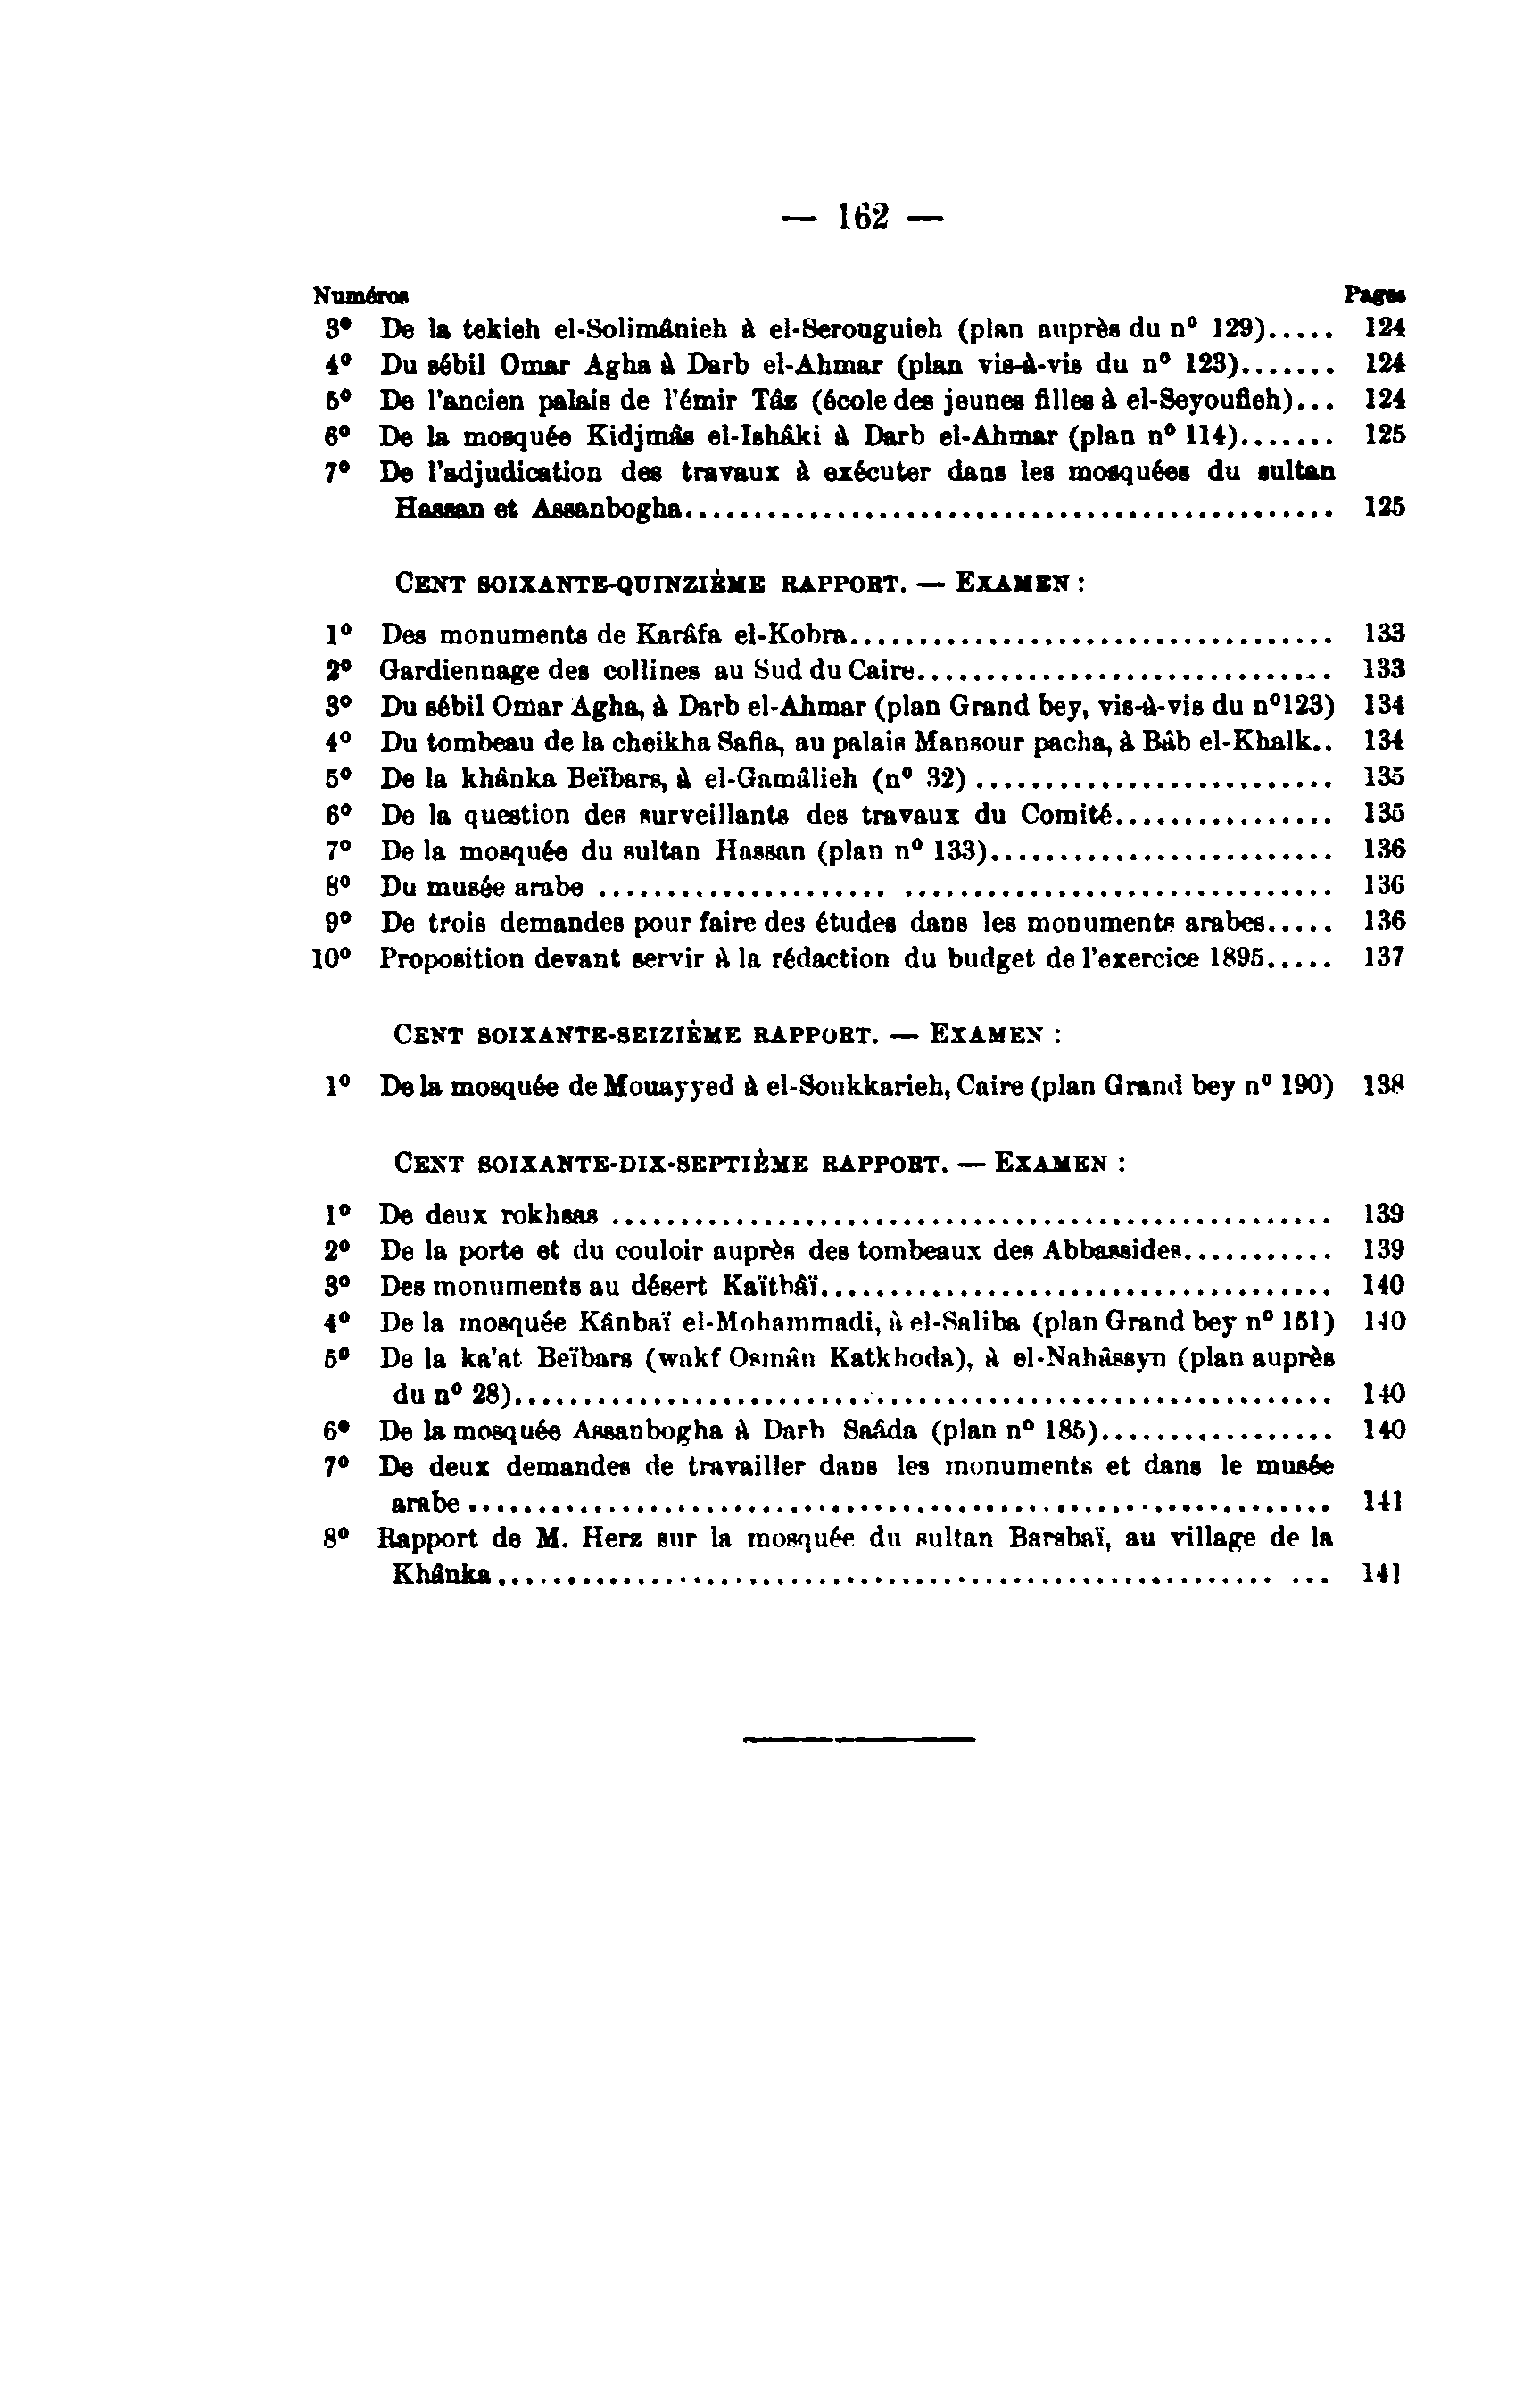 — 162 —
Numéros Pages
3° De la tekieh el-Solimânieh à el-Serouguieh (plan auprès du n° 129)..... 124
4° Du sébil Omar Agha à Darb el-Ahmar (plan vis-à-vis du n° 123)....... 124
5° De l'ancien palais de l'émir Tâz (école des jeunes filles à el-Seyoufieh)... 124
6° De la mosquée Kidjmâs el-Ishâki à Darb el-Ahmar (plan n° 114)....... 125
7° De l'adjudication des travaux à exécuter dans les mosquées du sultan
Hassan et Assanbogha............................................... 125
CENT SOIXANTE-QUINZIÈME RAPPORT. — EXAMEN :
1° Des monuments de Karâfa el-Kobra................................... 133
2° Gardiennage des collines au Sud du Caire.............................. 133
3° Du sébil Omar Agha, à Darb el-Ahmar (plan Grand bey, vis-à-vis du n°123) 134
4° Du tombeau de la cheikha Safia, au palais Mansour pacha, à Bâb el-Khalk.. 134
5° De la khânka Beïbars, à el-Gamâlieh (n° 32) .......................... 135
6° De la question des surveillants des travaux du Comité................ 135
7° De la mosquée du sultan Hassan (plan n° 133)......................... 136
8° Du musée arabe ..................... ............................... 136
9° De trois demandes pour faire des études dans les monuments arabes..... 136
10° Proposition devant servir à la rédaction du budget de l'exercice 1895..... 137
CENT SOIXANTE-SEIZIÈME RAPPORT. — EXAMEN :
1° De la mosquée de Mouayyed à el-Soukkarieh, Caire (plan Grand bey n° 190) 138
CENT SOIXANTE-DIX-SEPTIÈME RAPPORT. — EXAMEN :
1° De deux rokhsas .................................................... 139
2° De la porte et du couloir auprès des tombeaux des Abbassides........... 139
3° Des monuments au désert Kaïtbâï..................................... 140
4° De la mosquée Kânbaï el-Mohammadi, à el-Saliba (plan Grand bey n° 151) 140
5° De la ka'at Beïbars (wakf Osmân Katkhoda), à el-Nahâssyn (plan auprès
du n° 28)........................................................... 140
6° De la mosquée Assanbogha à Darb Saâda (plan n° 185)................. 140
7° De deux demandes de travailler dans les monuments et dans le musée
arabe .............................................................. 141
8° Rapport de M. Herz sur la mosquée du sultan Barsbaï, au village de la
Khânka........................................................ ... 141